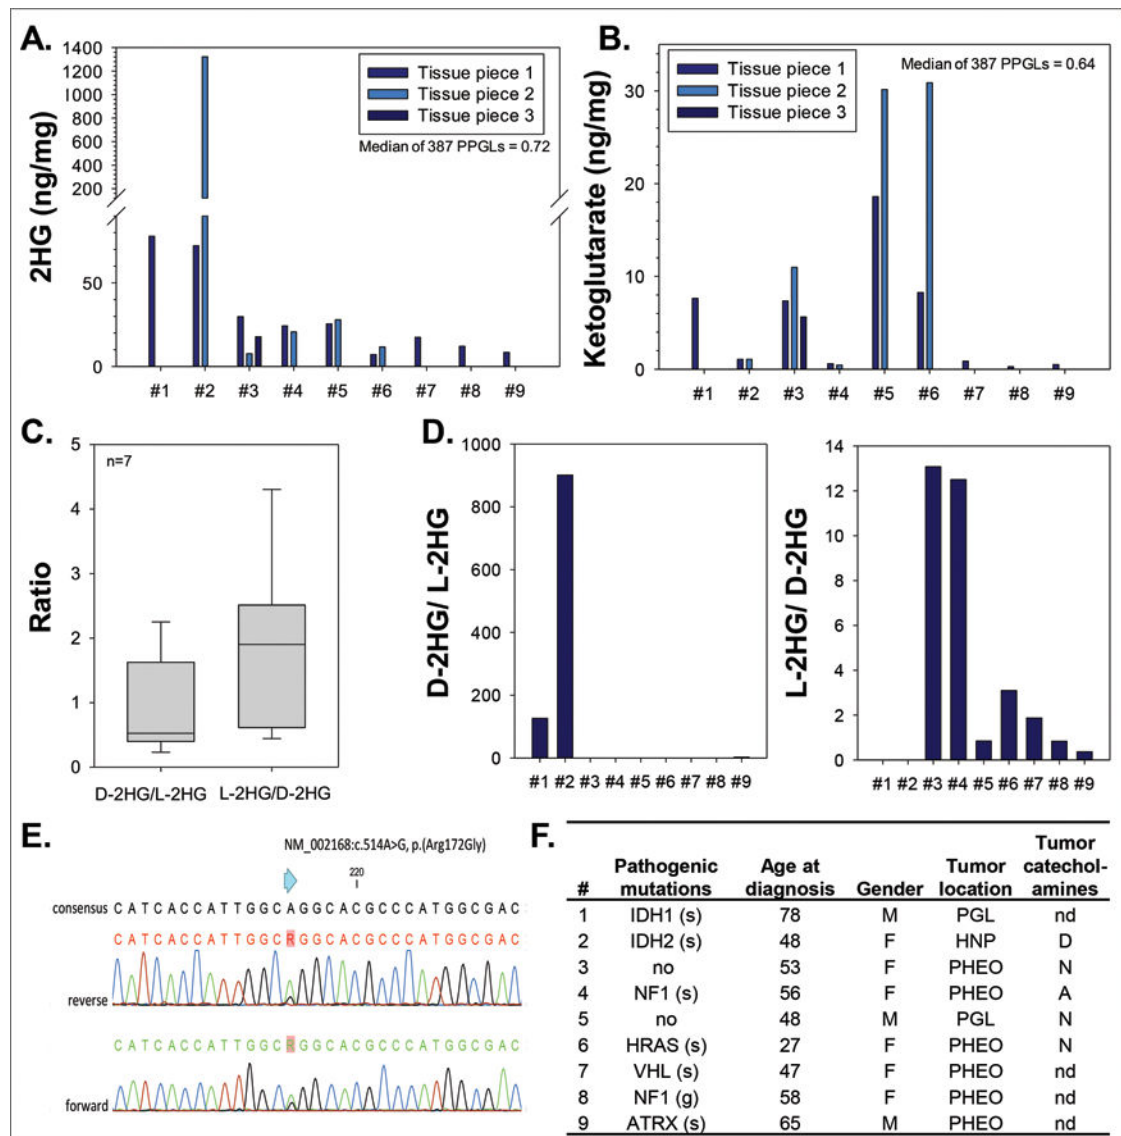 A.
2HG (ng/mg)
1400
1200
1000
800
600
400
200
50
0
Tissue piece 1
Tissue piece 2
Tissue piece 3
Median of 387 PPGLs = 0.72
#1 #2 #3 #4 #5 #6 #7 #8 #9
B.
Ketoglutarate (ng/mg)
30
20
10
0
Tissue piece 1
Tissue piece 2
Tissue piece 3
Median of 387 PPGLs = 0.64
#1 #2 #3 #4 #5 #6 #7 #8 #9
C.
Ratio
5
4
3
2
1
0
n=7
D-2HG/L-2HG L-2HG/D-2HG
D.
D-2HG/ L-2HG
1000
800
600
400
200
0
#1 #2 #3 #4 #5 #6 #7 #8 #9
L-2HG/ D-2HG
14
12
10
8
6
4
2
0
#1 #2 #3 #4 #5 #6 #7 #8 #9
E.
NM_002168:c.514A>G, p.(Arg172Gly)
220
consensus CATCACCATTGGCAGGCACGCCCATGGCGAC
CATCACCATTGGCRGGCACGCCCATGGCGAC
reverse
CATCACCATTGGCRGGCACGCCCATGGCGAC
forward
F.
# Pathogenic mutations Age at diagnosis Gender Tumor location Tumor catechol-amines
1 IDH1 (s) 78 M PGL nd
2 IDH2 (s) 48 F HNP D
3 no 53 F PHEO N
4 NF1 (s) 56 F PHEO A
5 no 48 M PGL N
6 HRAS (s) 27 F PHEO N
7 VHL (s) 47 F PHEO nd
8 NF1 (g) 58 F PHEO nd
9 ATRX (s) 65 M PHEO nd